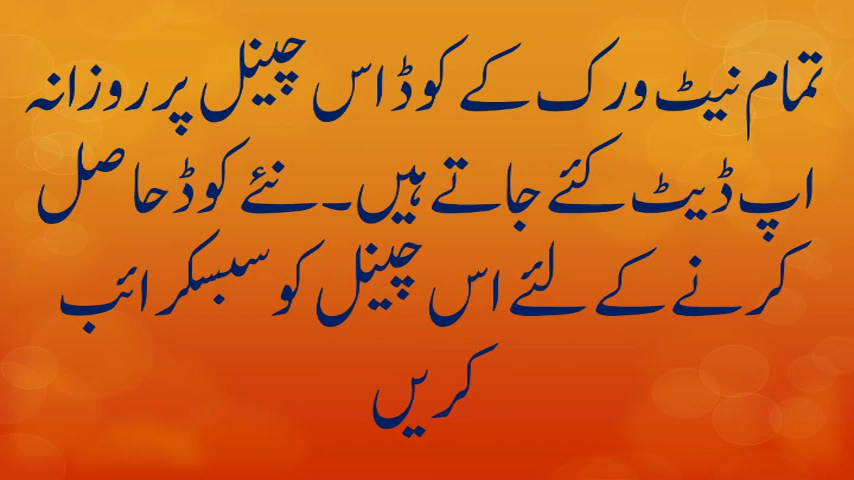 تمام نیٹ ورک کے کوڈ اس چینل پر روزانہ
اپ ڈیٹ کئے جاتے ہیں۔ نئے کوڈ حاصل
کرنے کے لئے اس چینل کو سبسکرائب
کریں